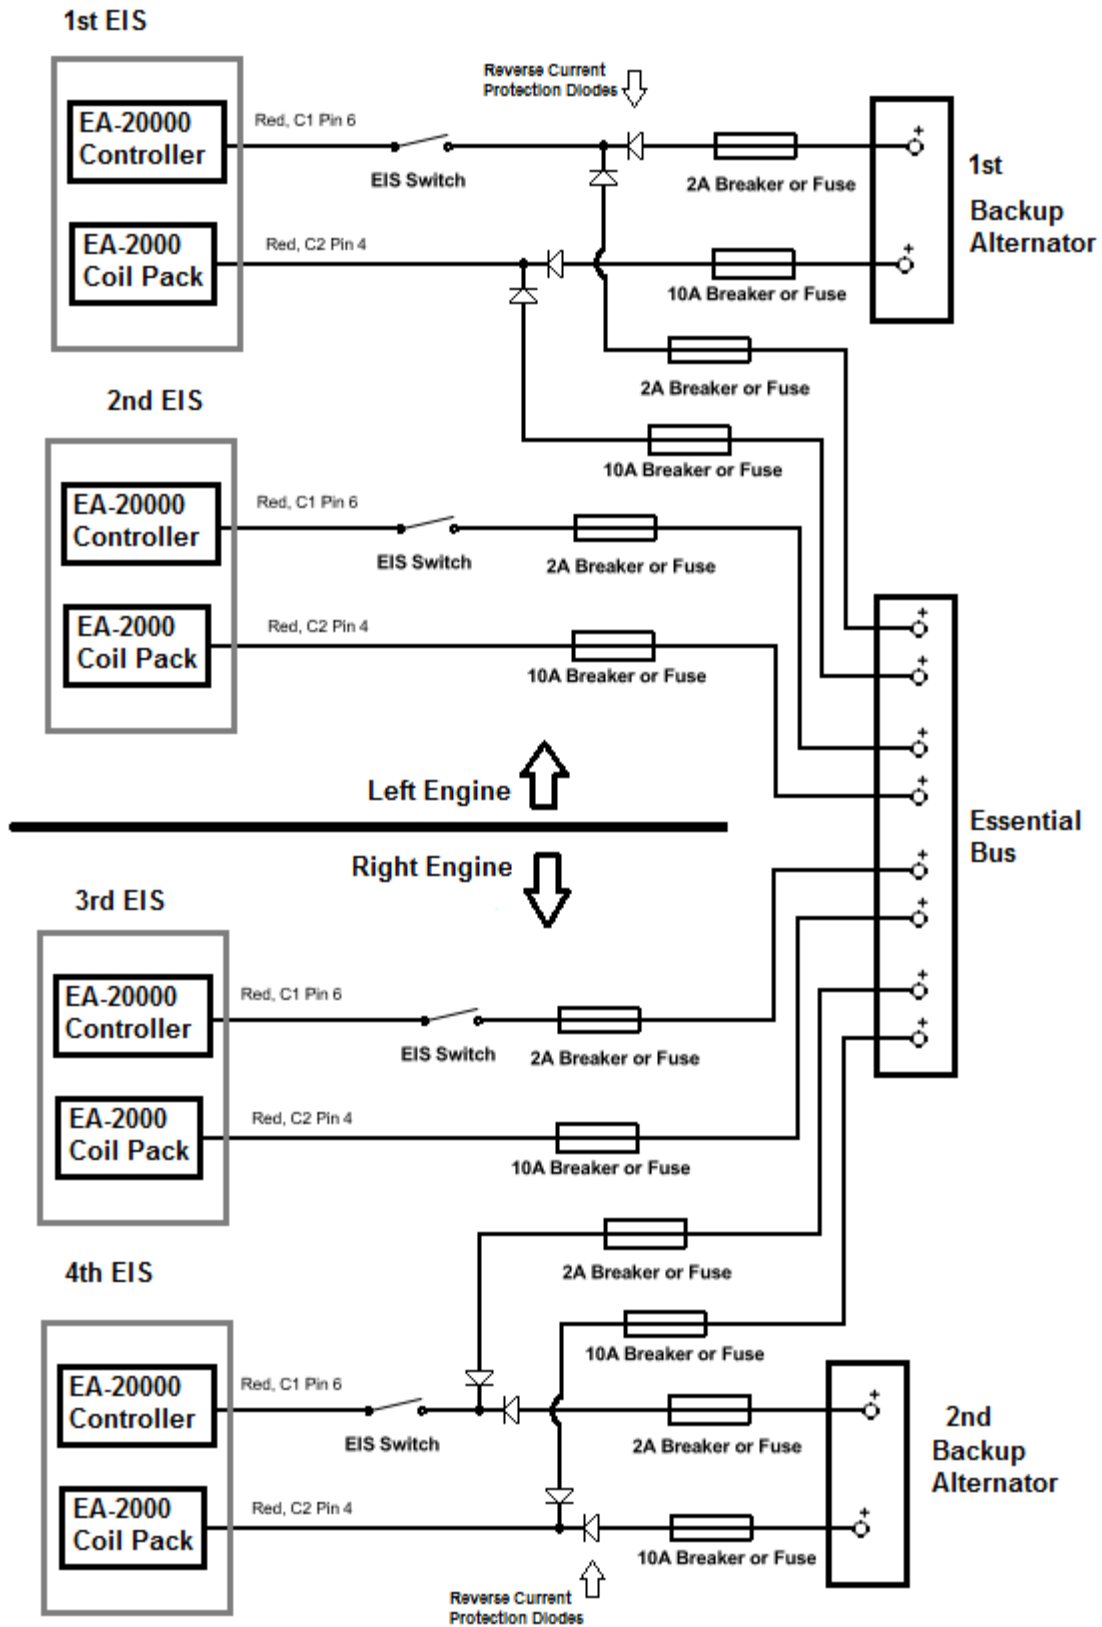 1st EIS
Reverse Current
Protection Diodes
EA-20000
Controller
Red, C1 Pin 6
EIS Switch
2A Breaker or Fuse
+
1st
Backup
Alternator
EA-2000
Coil Pack
Red, C2 Pin 4
10A Breaker or Fuse
+
2A Breaker or Fuse
10A Breaker or Fuse
2nd EIS
EA-20000
Controller
Red, C1 Pin 6
EIS Switch
2A Breaker or Fuse
EA-2000
Coil Pack
Red, C2 Pin 4
10A Breaker or Fuse
+
+
+
+
Left Engine
Essential
Bus
Right Engine
+
+
+
+
3rd EIS
EA-20000
Controller
Red, C1 Pin 6
EIS Switch
2A Breaker or Fuse
EA-2000
Coil Pack
Red, C2 Pin 4
10A Breaker or Fuse
2A Breaker or Fuse
10A Breaker or Fuse
4th EIS
EA-20000
Controller
Red, C1 Pin 6
EIS Switch
2A Breaker or Fuse
+
2nd
Backup
Alternator
EA-2000
Coil Pack
Red, C2 Pin 4
10A Breaker or Fuse
+
Reverse Current
Protection Diodes